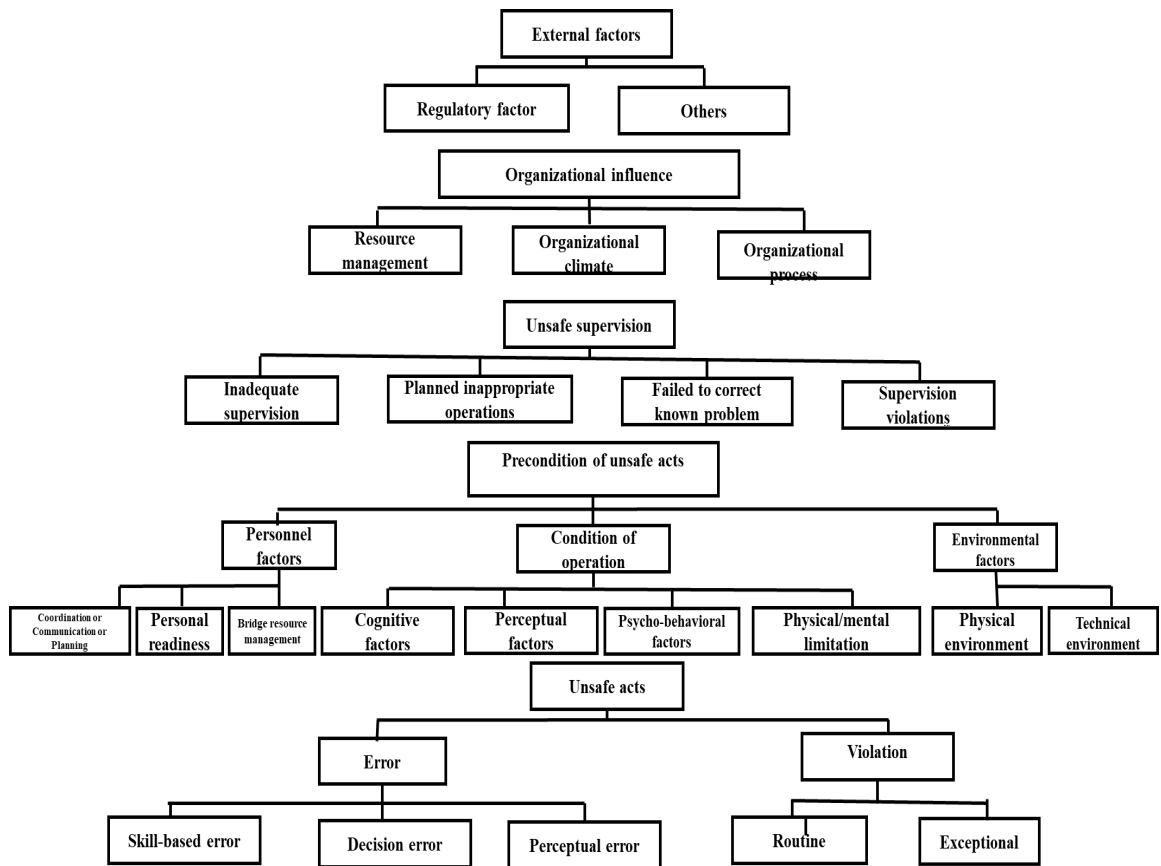 External factors
Regulatory factor
Others
Organizational influence
Resource
management
Organizational
climate
Organizational
process
Unsafe supervision
Inadequate
supervision
Planned inappropriate
operations
Failed to correct
known problem
Supervision
violations
Precondition of unsafe acts
Personnel
factors
Condition of
operation
Environmental
factors
Coordination or
Communication or
Planning
Personal
readiness
Bridge resource
management
Cognitive
factors
Perceptual
factors
Psycho-behavioral
factors
Physical/mental
limitation
Physical
environment
Technical
environment
Unsafe acts
Error
Violation
Skill-based error
Decision error
Perceptual error
Routine
Exceptional